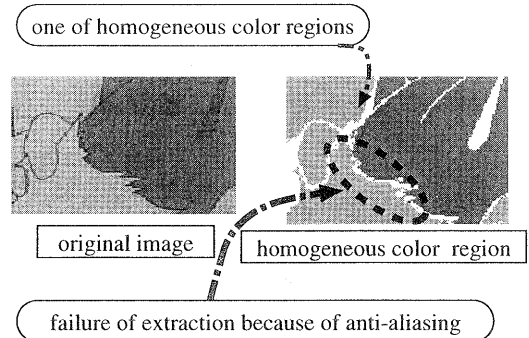 one of homogeneous color regions
original image
homogeneous color region
failure of extraction because of anti-aliasing